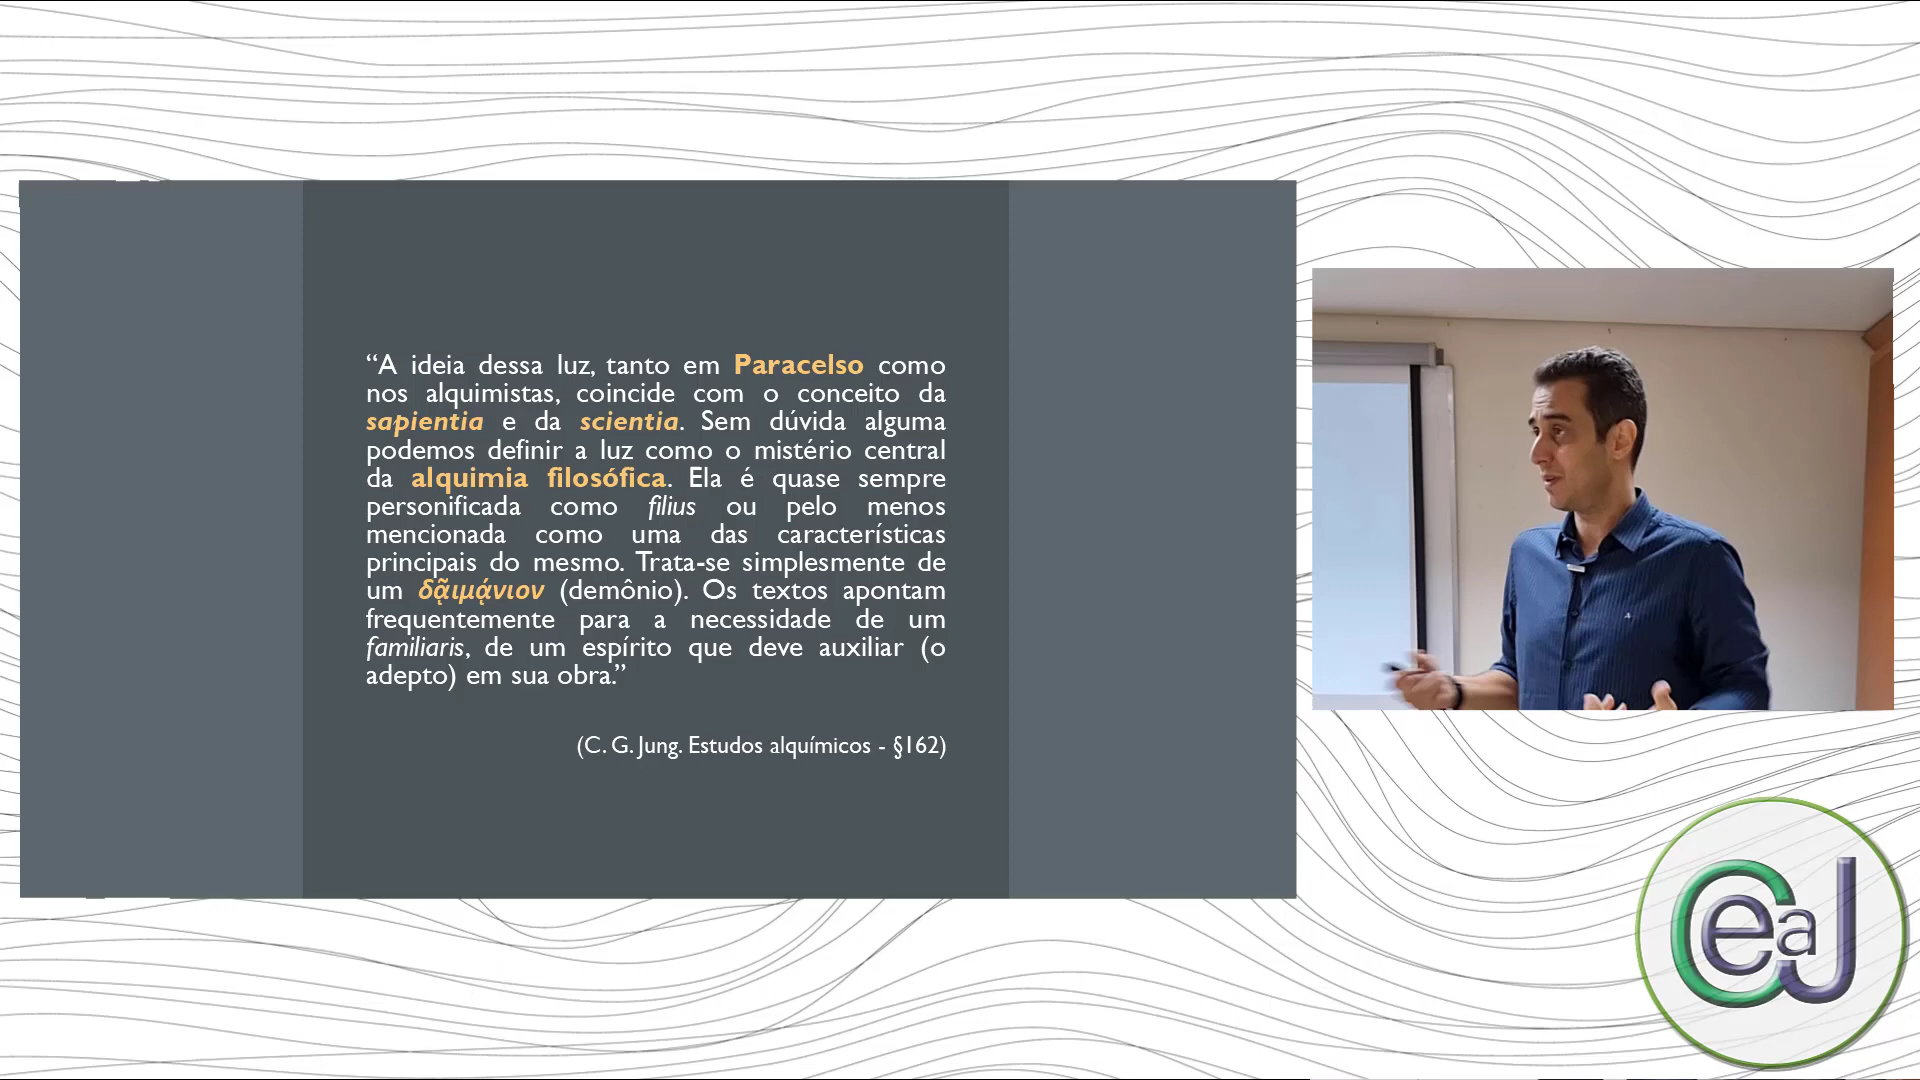 “A ideia dessa luz, tanto em Paracelso como
nos alquimistas, coincide com o conceito da
sapientia e da scientia. Sem dúvida alguma
podemos definir a luz como o mistério central
da alquimia filosófica. Ela é quase sempre
personificada como filius ou pelo menos
mencionada como uma das características
principais do mesmo. Trata-se simplesmente de
um δᾷιμᾴνιον (demônio). Os textos apontam
frequentemente para a necessidade de um
familiaris, de um espírito que deve auxiliar (o
adepto) em sua obra.”
(C. G. Jung. Estudos alquímicos - §162)
CeaJ